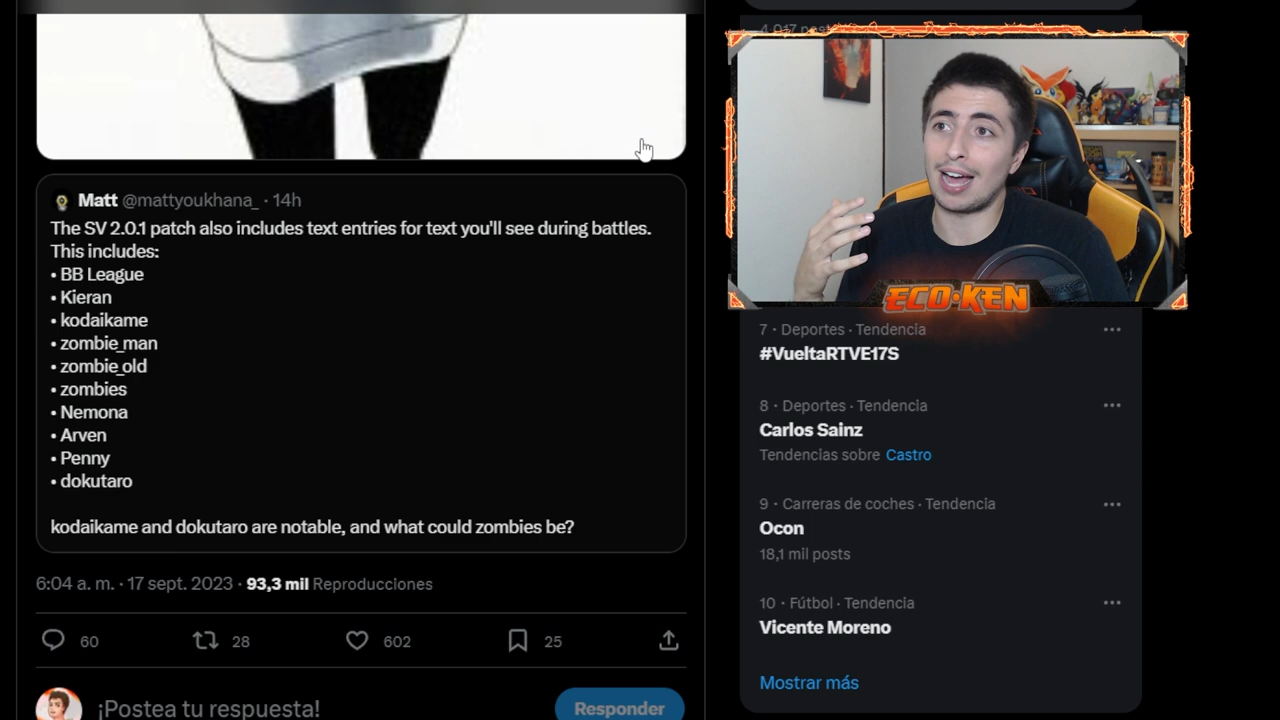 Matt @mattyoukhana_ · 14h
The SV 2.0.1 patch also includes text entries for text you'll see during battles.
This includes:
• BB League
• Kieran
• kodaikame
• zombie_man
• zombie_old
• zombies
• Nemona
• Arven
• Penny
• dokutaro
kodaikame and dokutaro are notable, and what could zombies be?
6:04 a. m. · 17 sept. 2023 · 93,3 mil Reproducciones
60 28 602 25
¡Postea tu respuesta!
Responder
4.017 posts
ECO·KEN
7 · Deportes · Tendencia
#VueltaRTVE17S
8 · Deportes · Tendencia
Carlos Sainz
Tendencias sobre Castro
9 · Carreras de coches · Tendencia
Ocon
18,1 mil posts
10 · Fútbol · Tendencia
Vicente Moreno
Mostrar más